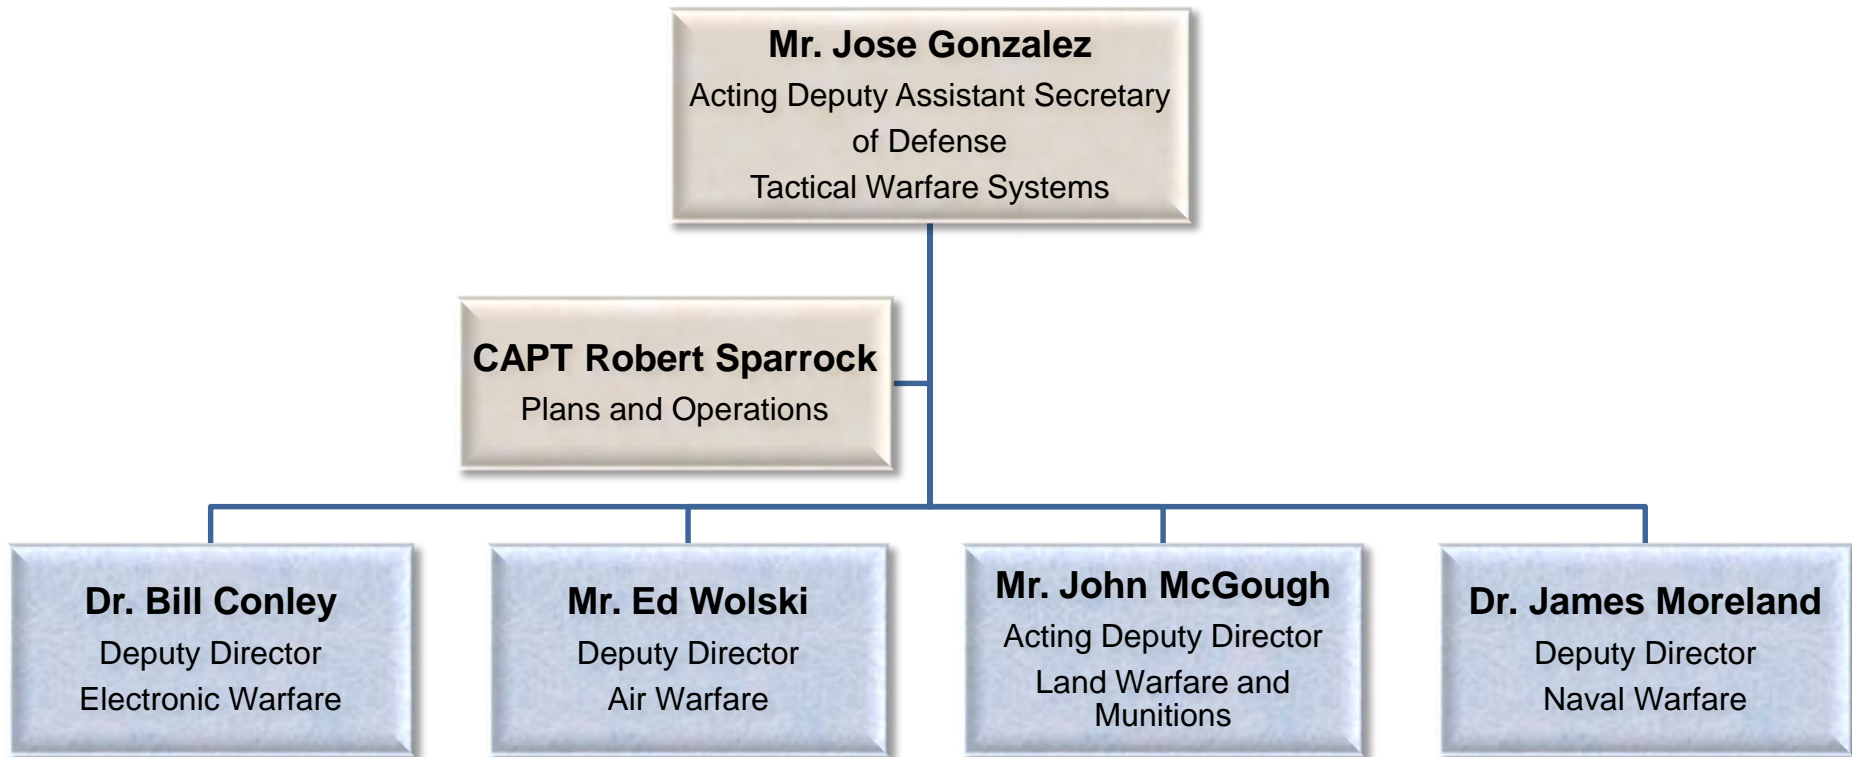 Mr. Jose Gonzalez
Acting Deputy Assistant Secretary
of Defense
Tactical Warfare Systems
CAPT Robert Sparrock
Plans and Operations
Dr. Bill Conley
Deputy Director
Electronic Warfare
Mr. Ed Wolski
Deputy Director
Air Warfare
Mr. John McGough
Acting Deputy Director
Land Warfare and
Munitions
Dr. James Moreland
Deputy Director
Naval Warfare